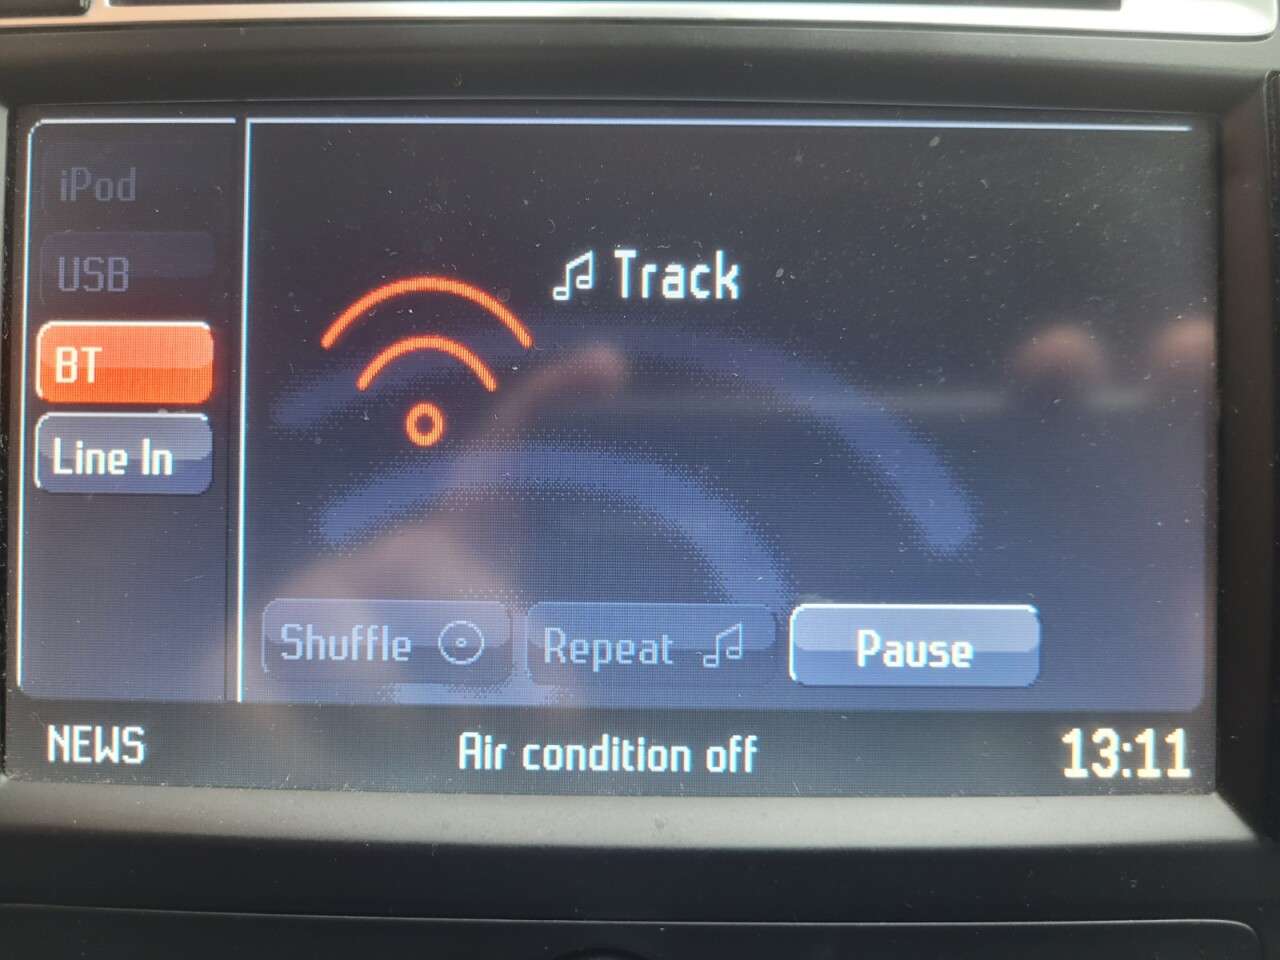 iPod
USB
BT
Line In
Track
Shuffle
Repeat
Pause
NEWS
Air condition off
13:11